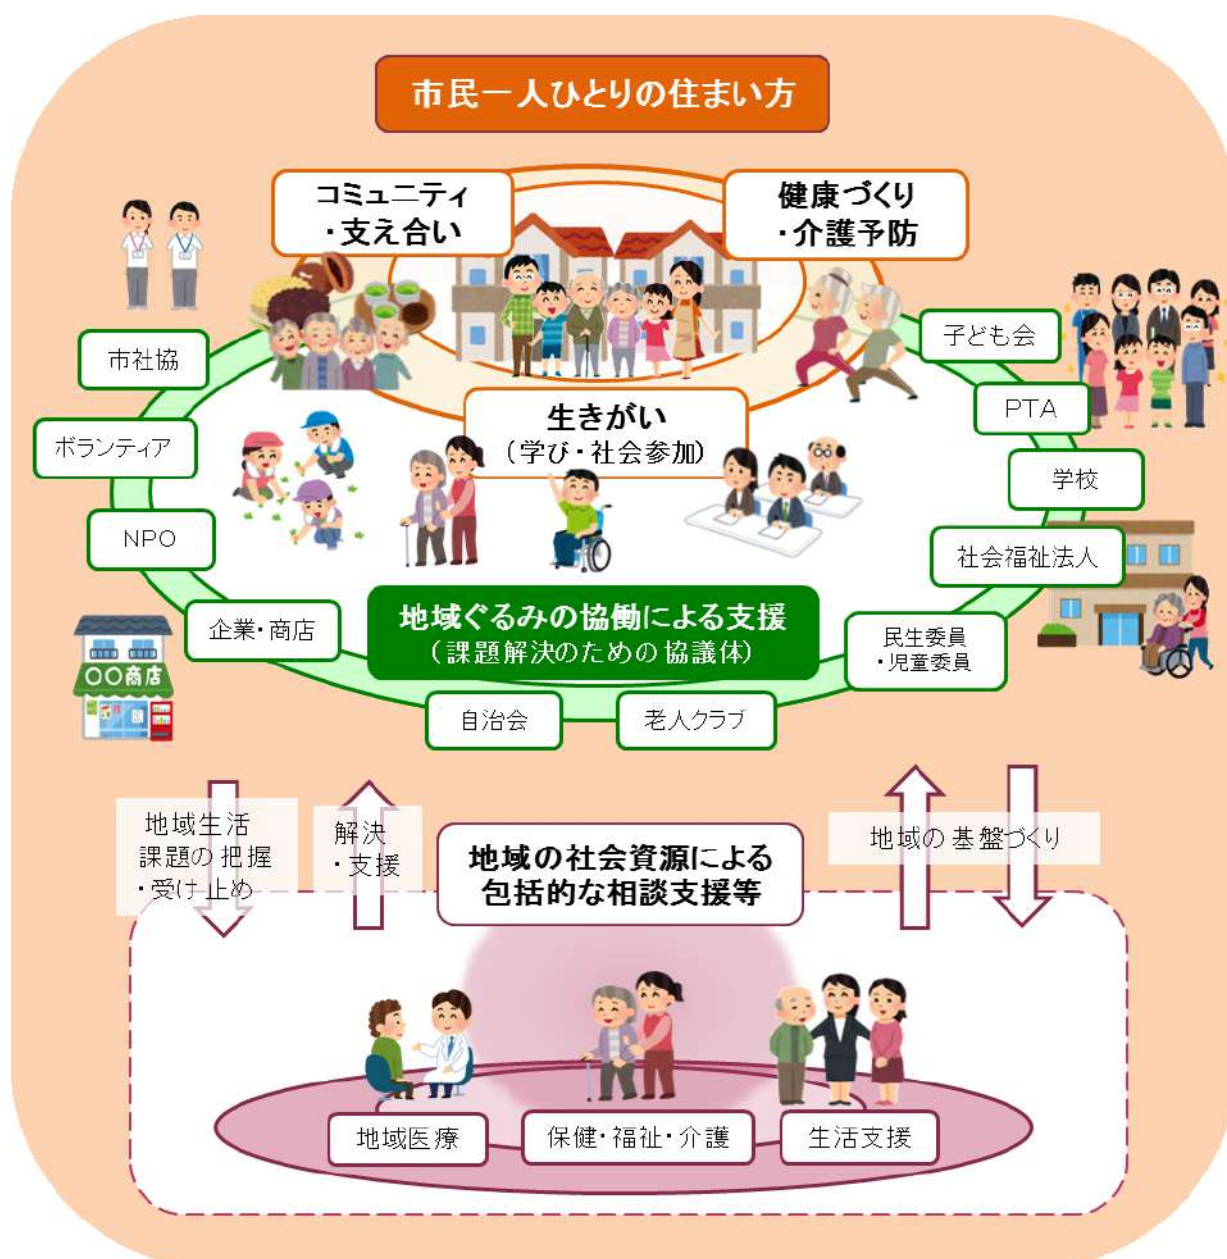 市民一人ひとりの住まい方
コミュニティ
・支え合い
健康づくり
・介護予防
生きがい
(学び・社会参加)
市社協
ボランティア
NPO
企業・商店
自治会
老人クラブ
民生委員
・児童委員
社会福祉法人
学校
PTA
子ども会
〇〇商店
地域ぐるみの協働による支援
(課題解決のための協議体)
地域生活
課題の把握
・受け止め
解決
・支援
地域の基盤づくり
地域の社会資源による
包括的な相談支援等
地域医療
保健・福祉・介護
生活支援